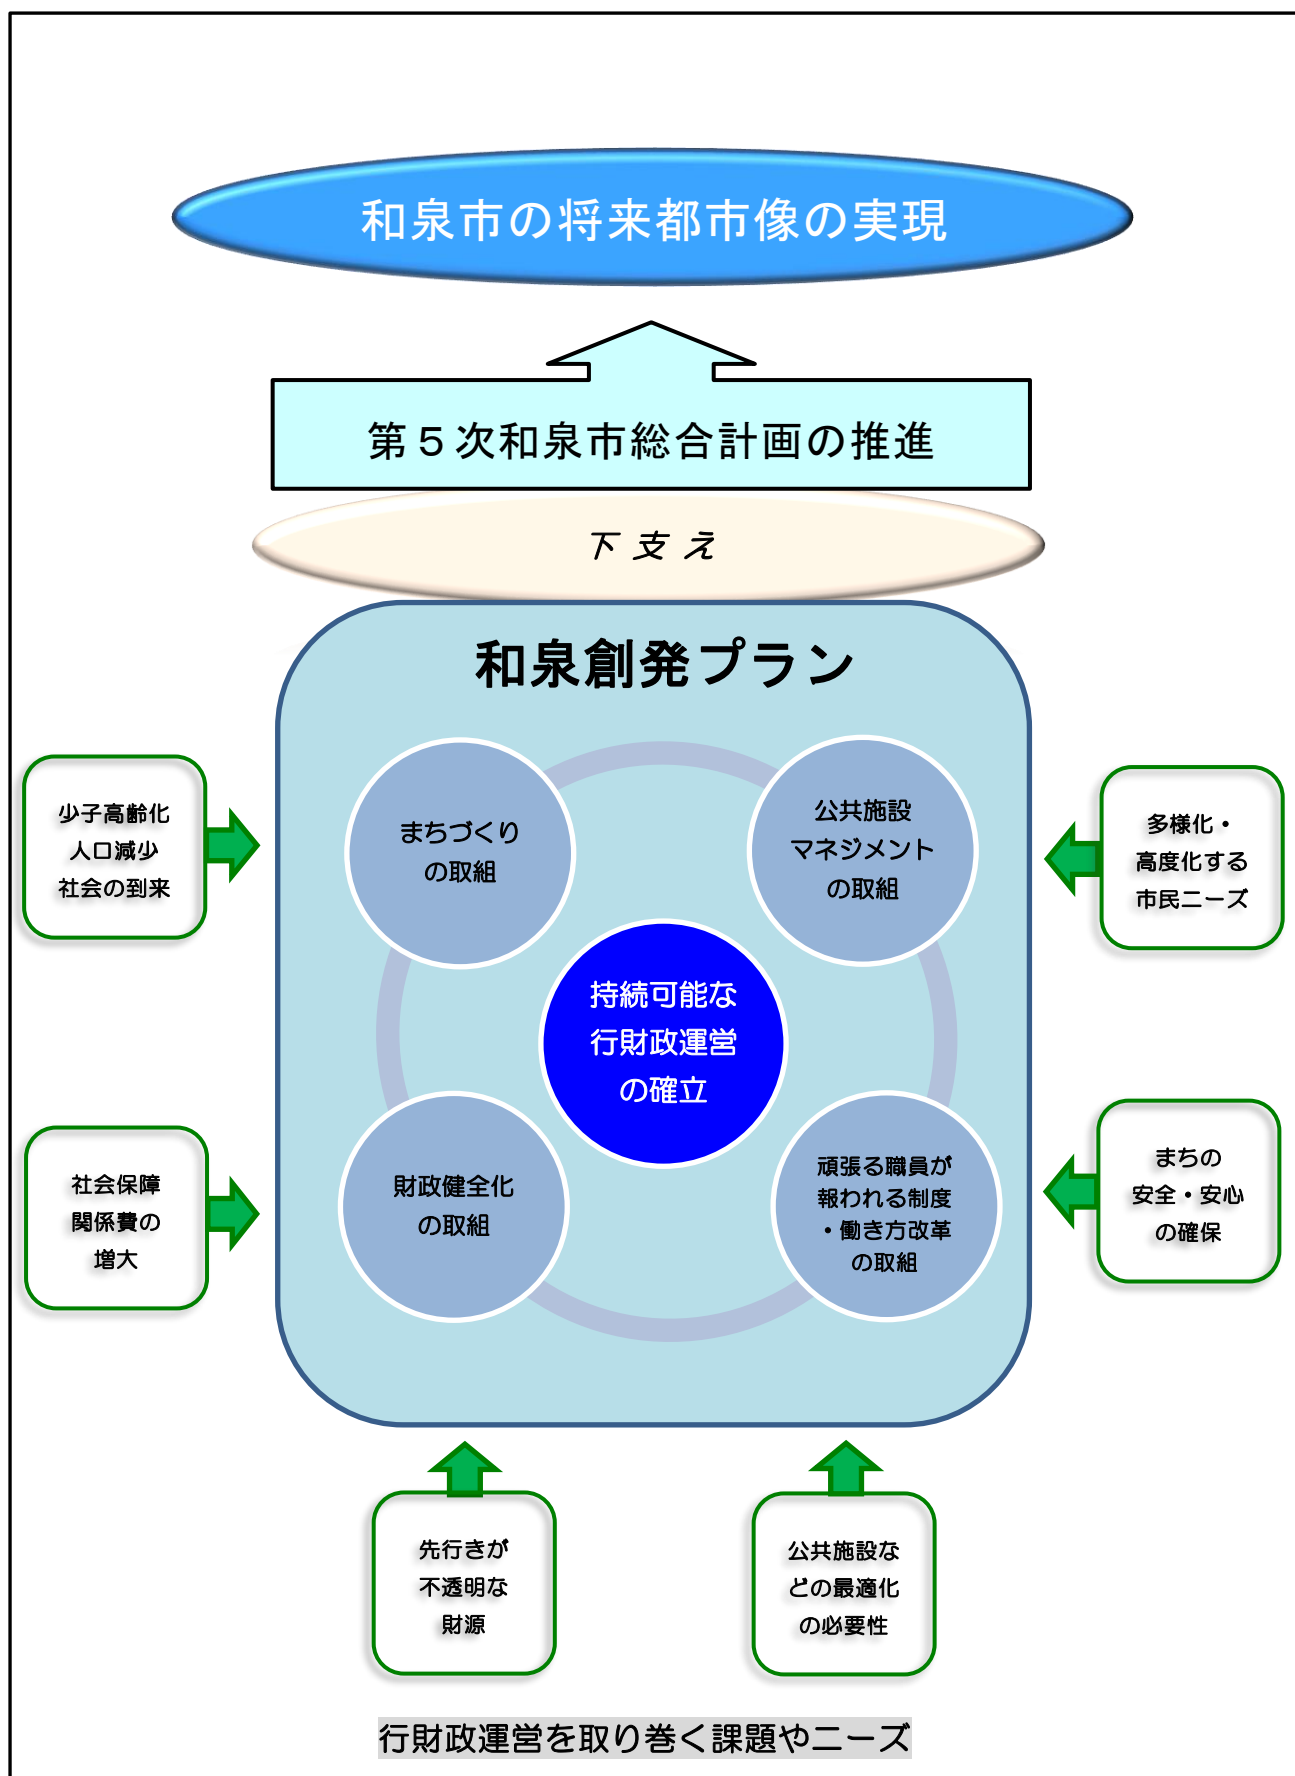 和泉市の将来都市像の実現
第５次和泉市総合計画の推進
下支え
和泉創発プラン
少子高齢化
人口減少
社会の到来
まちづくり
の取組
公共施設
マネジメント
の取組
多様化・
高度化する
市民ニーズ
持続可能な
行財政運営
の確立
社会保障
関係費の
増大
財政健全化
の取組
頑張る職員が
報われる制度
・働き方改革
の取組
まちの
安全・安心
の確保
先行きが
不透明な
財源
公共施設な
どの最適化
の必要性
行財政運営を取り巻く課題やニーズ